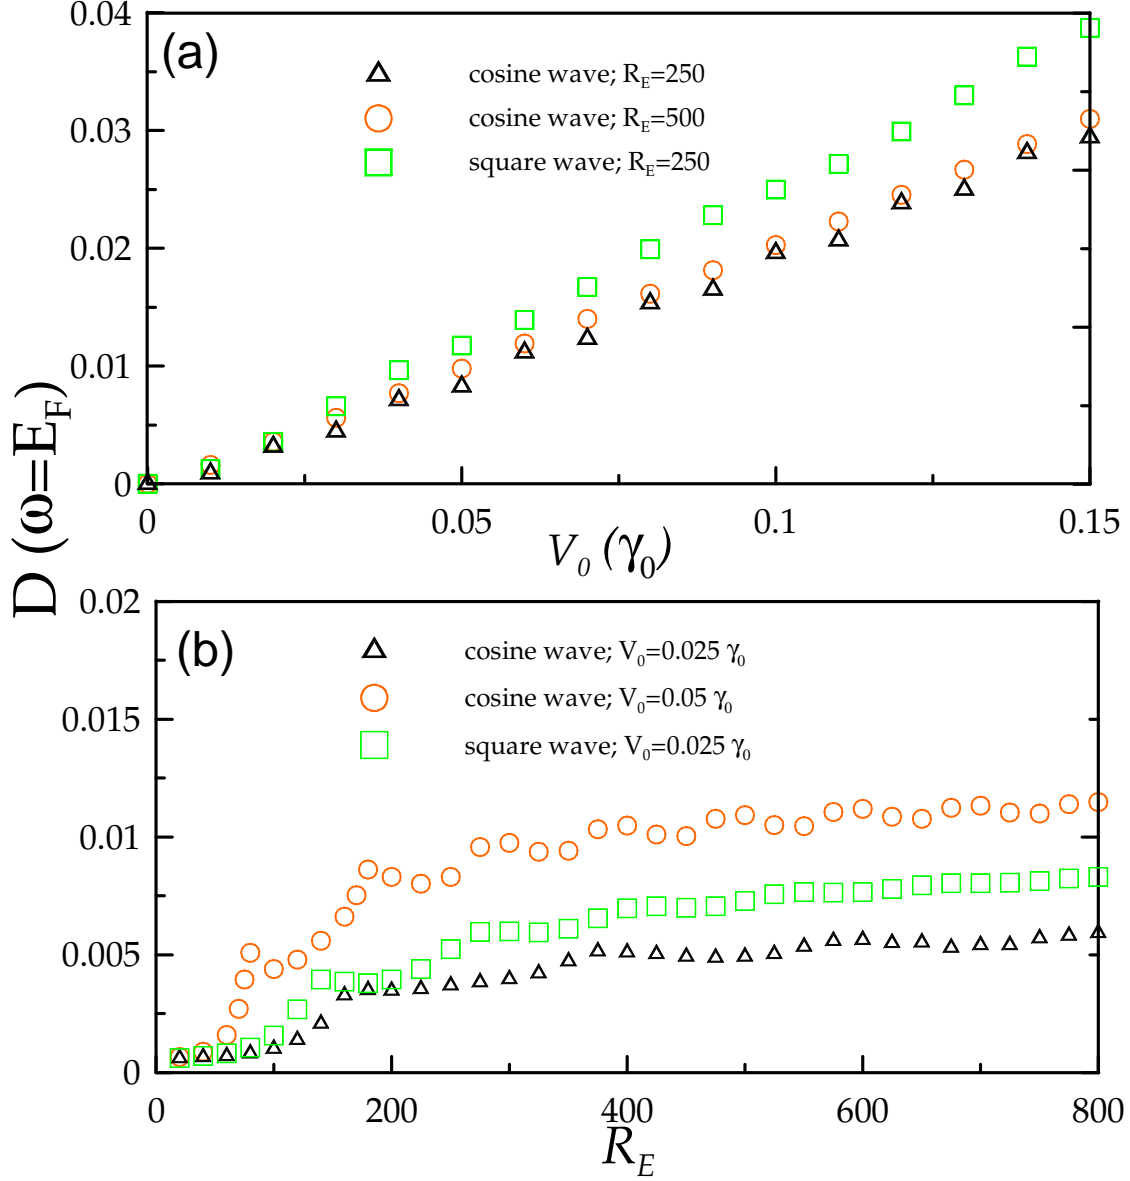 0.04
(a)
cosine wave; R_E=250
cosine wave; R_E=500
square wave; R_E=250
0.03
0.02
0.01
0
0 0.05 0.1 0.15
V_0 (γ_0)
D (ω=E_F)
0.02
(b)
cosine wave; V_0=0.025 γ_0
cosine wave; V_0=0.05 γ_0
square wave; V_0=0.025 γ_0
0.015
0.01
0.005
0
0 200 400 600 800
R_E